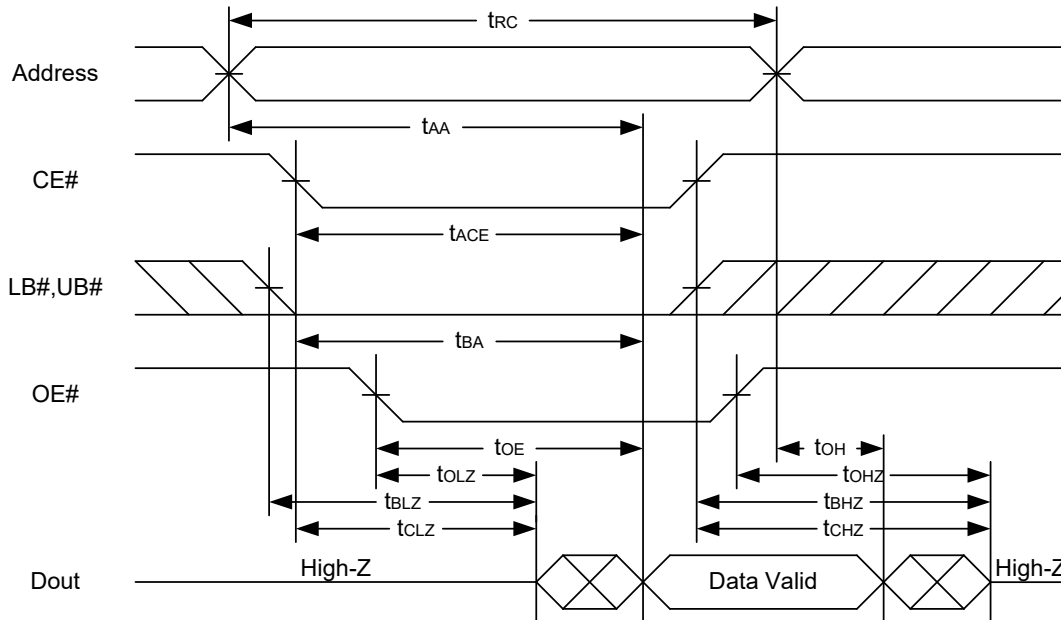 tRC
Address
tAA
CE#
tACE
LB#,UB#
tBA
OE#
tOE
tOH
tOLZ
tOHZ
tBLZ
tBHZ
tCLZ
tCHZ
Dout
High-Z
Data Valid
High-Z